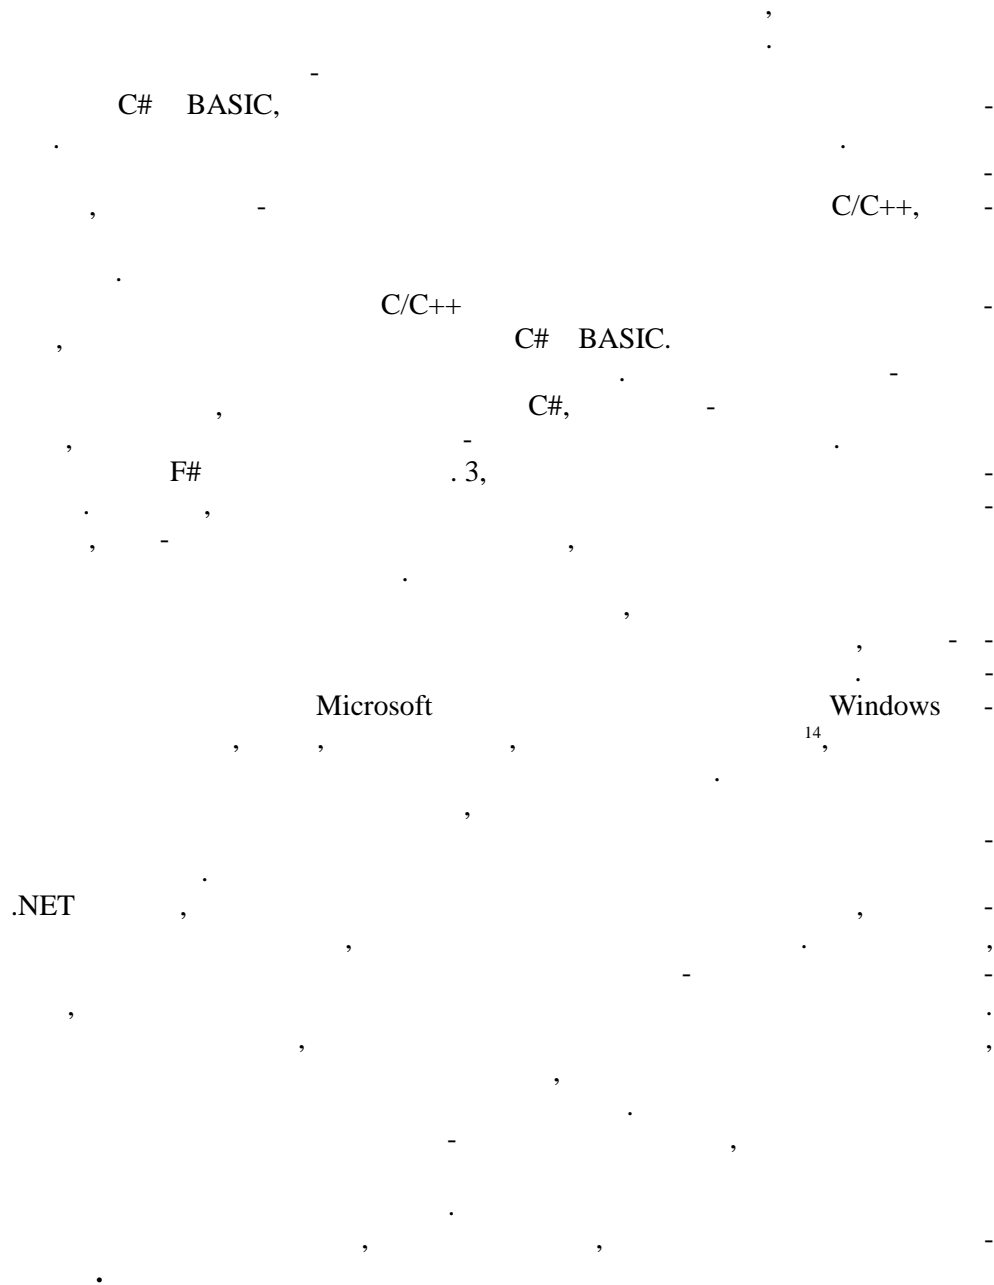 ,
.
-
C# BASIC, -
. .
-
, - C/C++, -
.
C/C++ -
, C# BASIC.
. -
, C#, -
, - .
F# . 3, -
. , -
, - ,
.
,
, - -
. -
Microsoft Windows -
, , , 14,
.
,
-
.
.NET , , -
, . ,
- -
, .
, ,
,
.
- ,
.
, , -
.